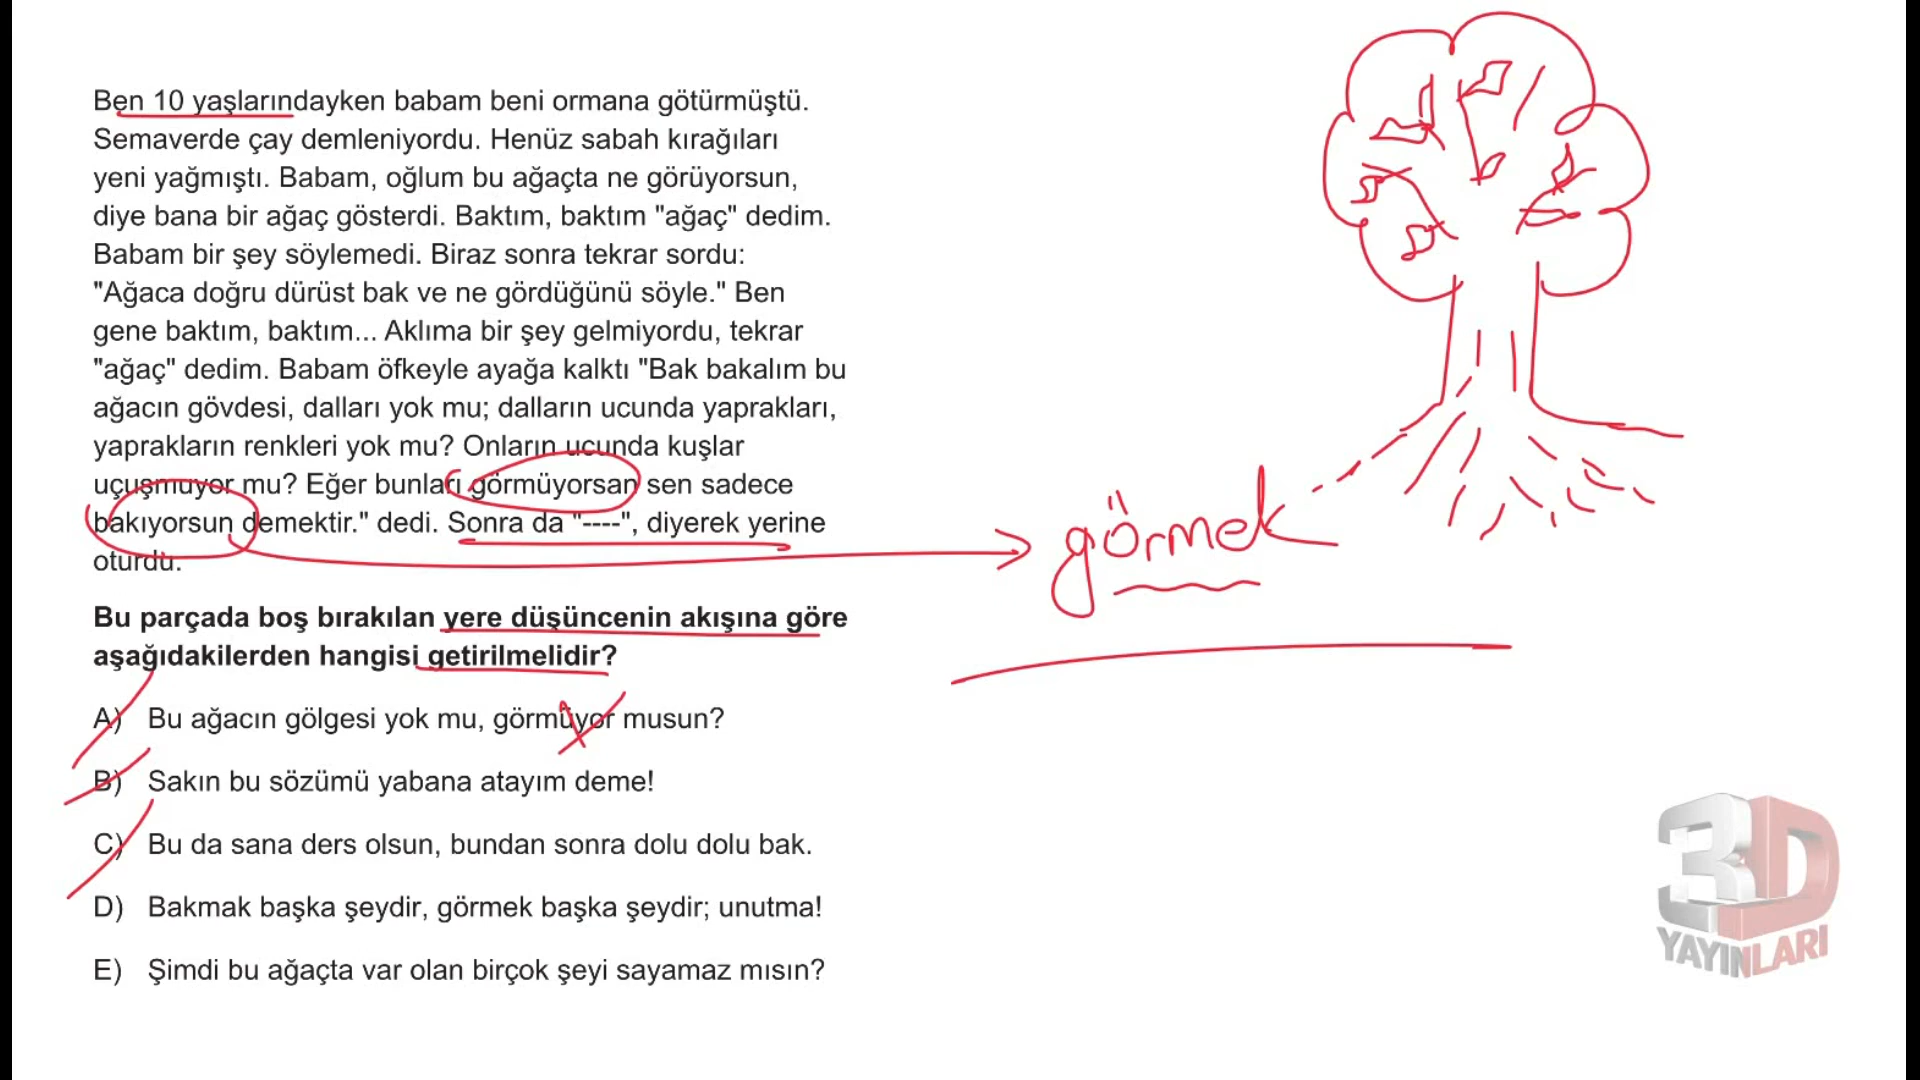 Ben 10 yaşlarındayken babam beni ormana götürmüştü.
Semaverde çay demleniyordu. Henüz sabah kırağıları
yeni yağmıştı. Babam, oğlum bu ağaçta ne görüyorsun,
diye bana bir ağaç gösterdi. Baktım, baktım "ağaç" dedim.
Babam bir şey söylemedi. Biraz sonra tekrar sordu:
"Ağaca doğru dürüst bak ve ne gördüğünü söyle." Ben
gene baktım, baktım... Aklıma bir şey gelmiyordu, tekrar
"ağaç" dedim. Babam öfkeyle ayağa kalktı "Bak bakalım bu
ağacın gövdesi, dalları yok mu; dalların ucunda yaprakları,
yaprakların renkleri yok mu? Onların ucunda kuşlar
uçuşmuyor mu? Eğer bunları görmüyorsan sen sadece
bakıyorsun demektir." dedi. Sonra da "----", diyerek yerine
oturdu.
görmek
Bu parçada boş bırakılan yere düşüncenin akışına göre
aşağıdakilerden hangisi getirilmelidir?
A) Bu ağacın gölgesi yok mu, görmüyor musun?
B) Sakın bu sözümü yabana atayım deme!
C) Bu da sana ders olsun, bundan sonra dolu dolu bak.
D) Bakmak başka şeydir, görmek başka şeydir; unutma!
E) Şimdi bu ağaçta var olan birçok şeyi sayamaz mısın?
3D
YAYINLARI